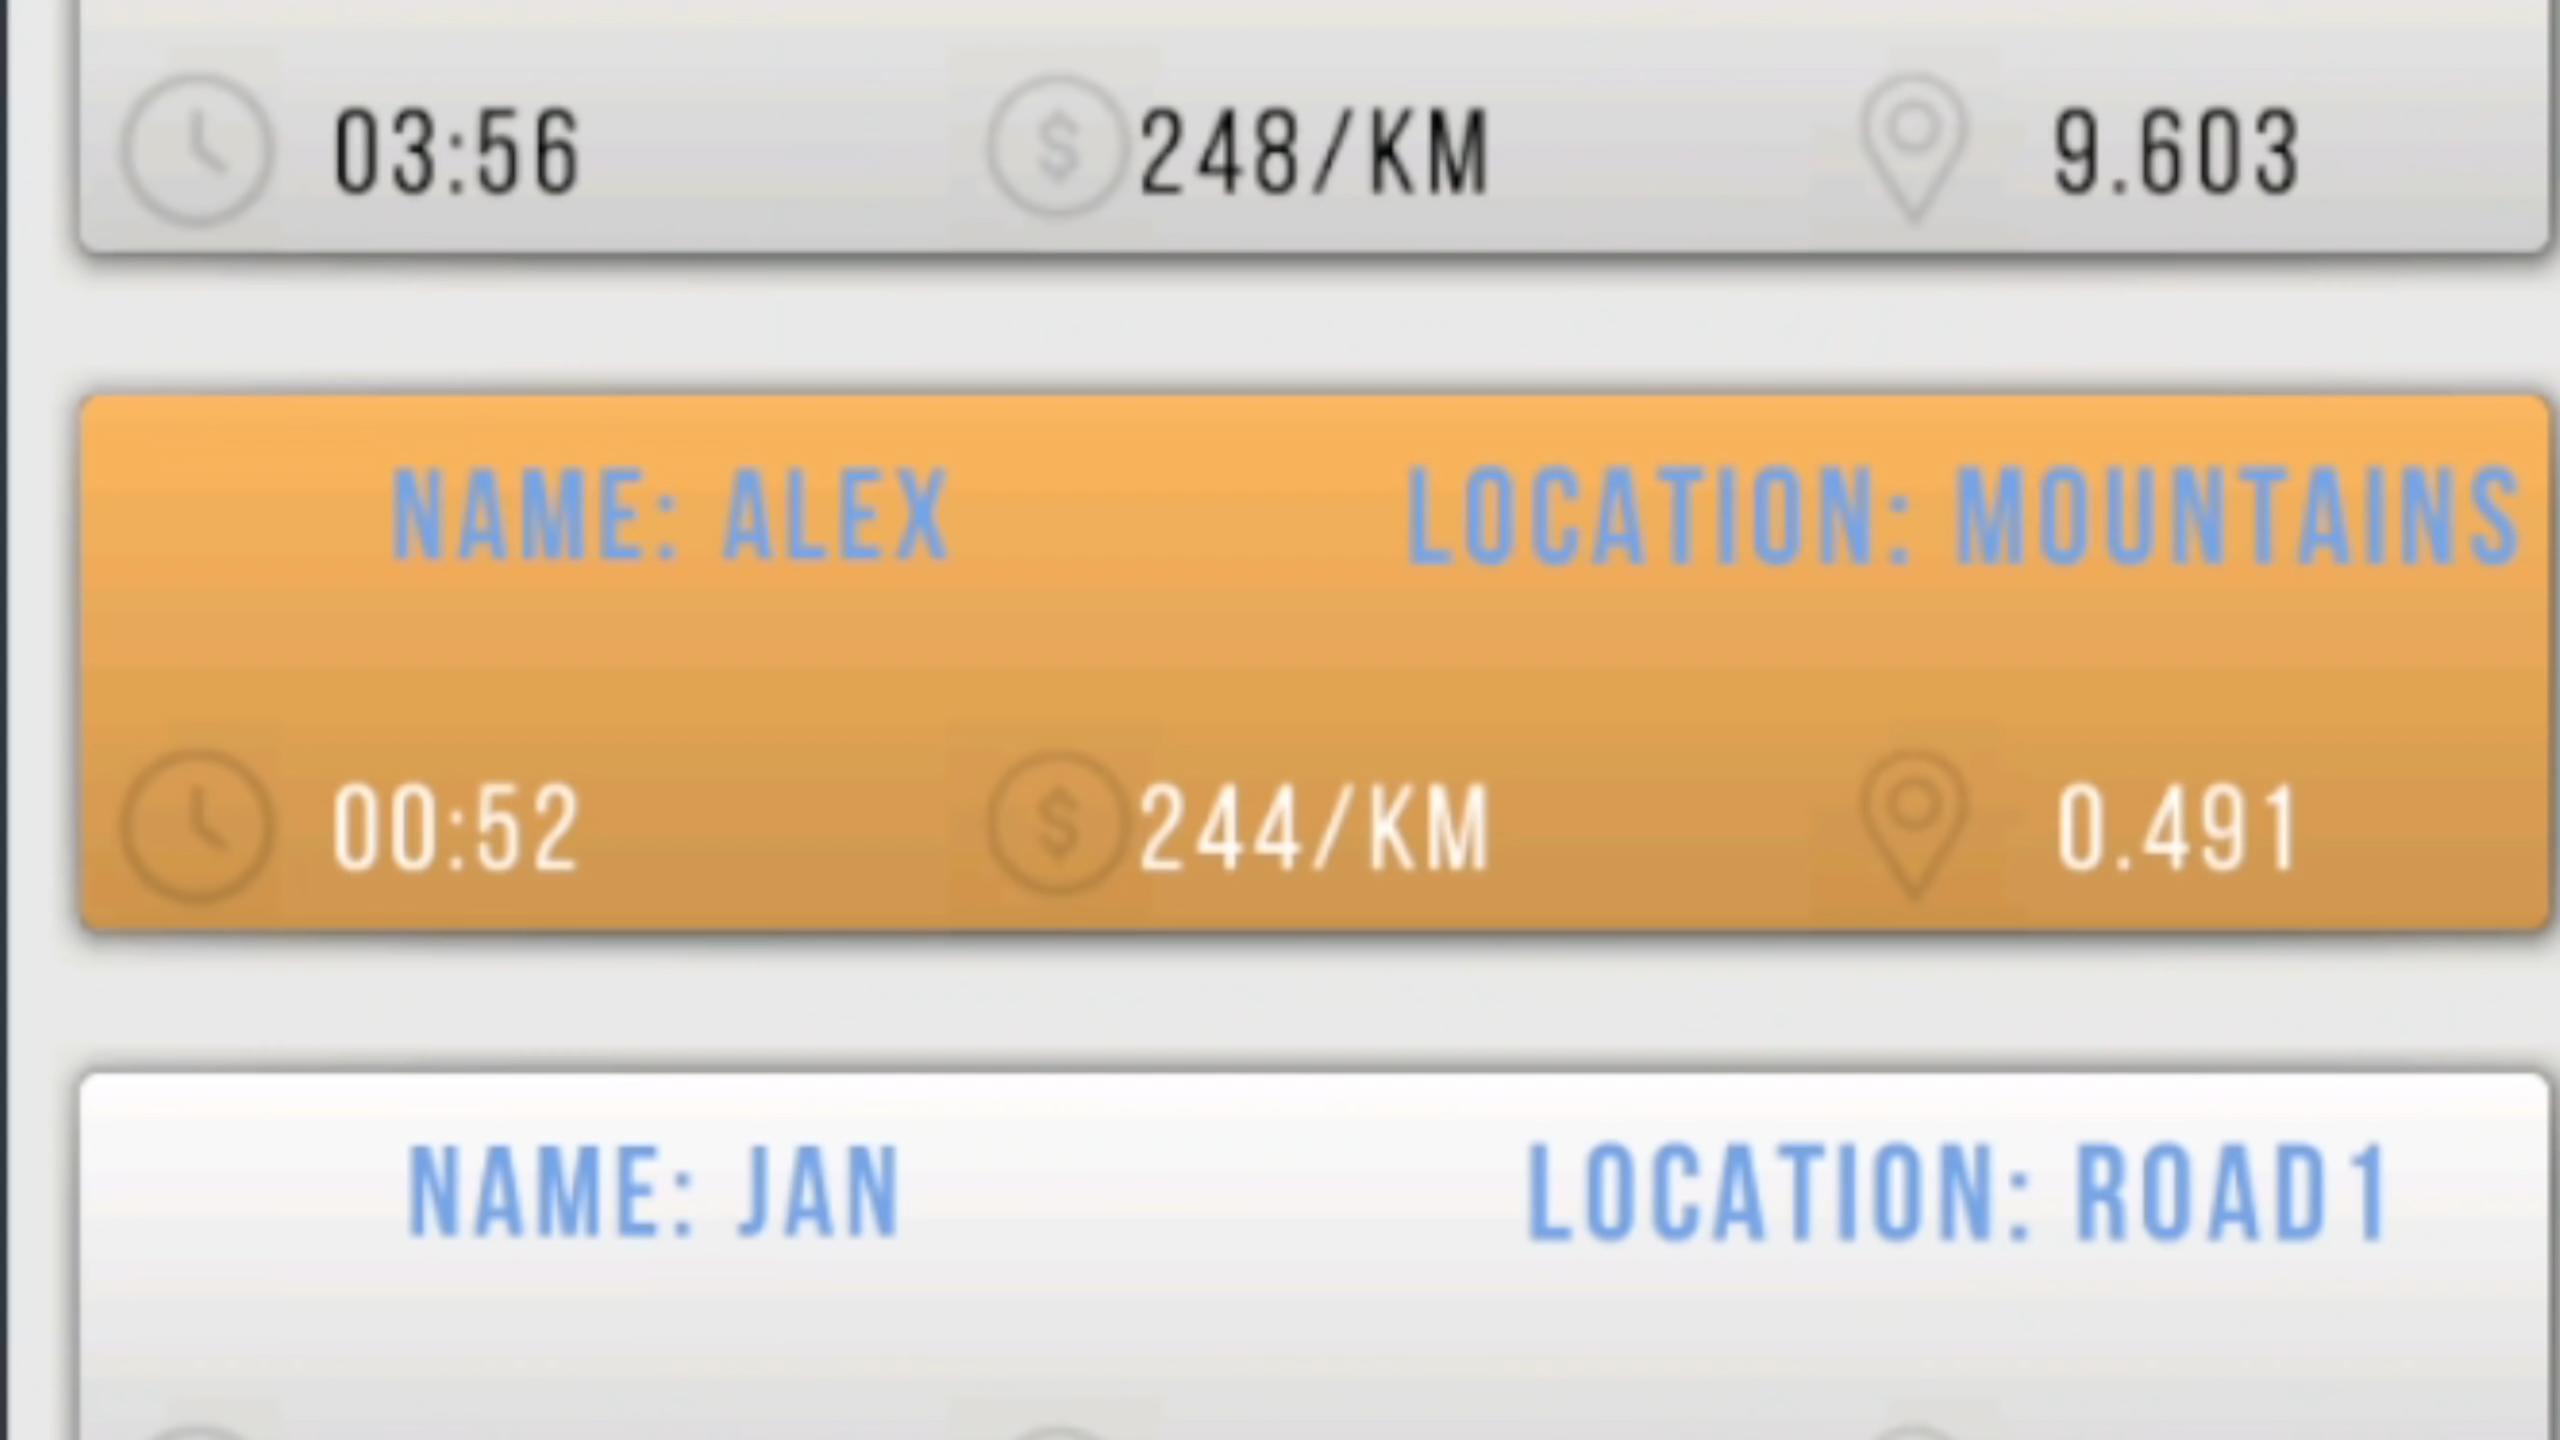 03:56 $ 248/KM 9.603
NAME: ALEX LOCATION: MOUNTAINS
00:52 $ 244/KM 0.491
NAME: JAN LOCATION: ROAD1